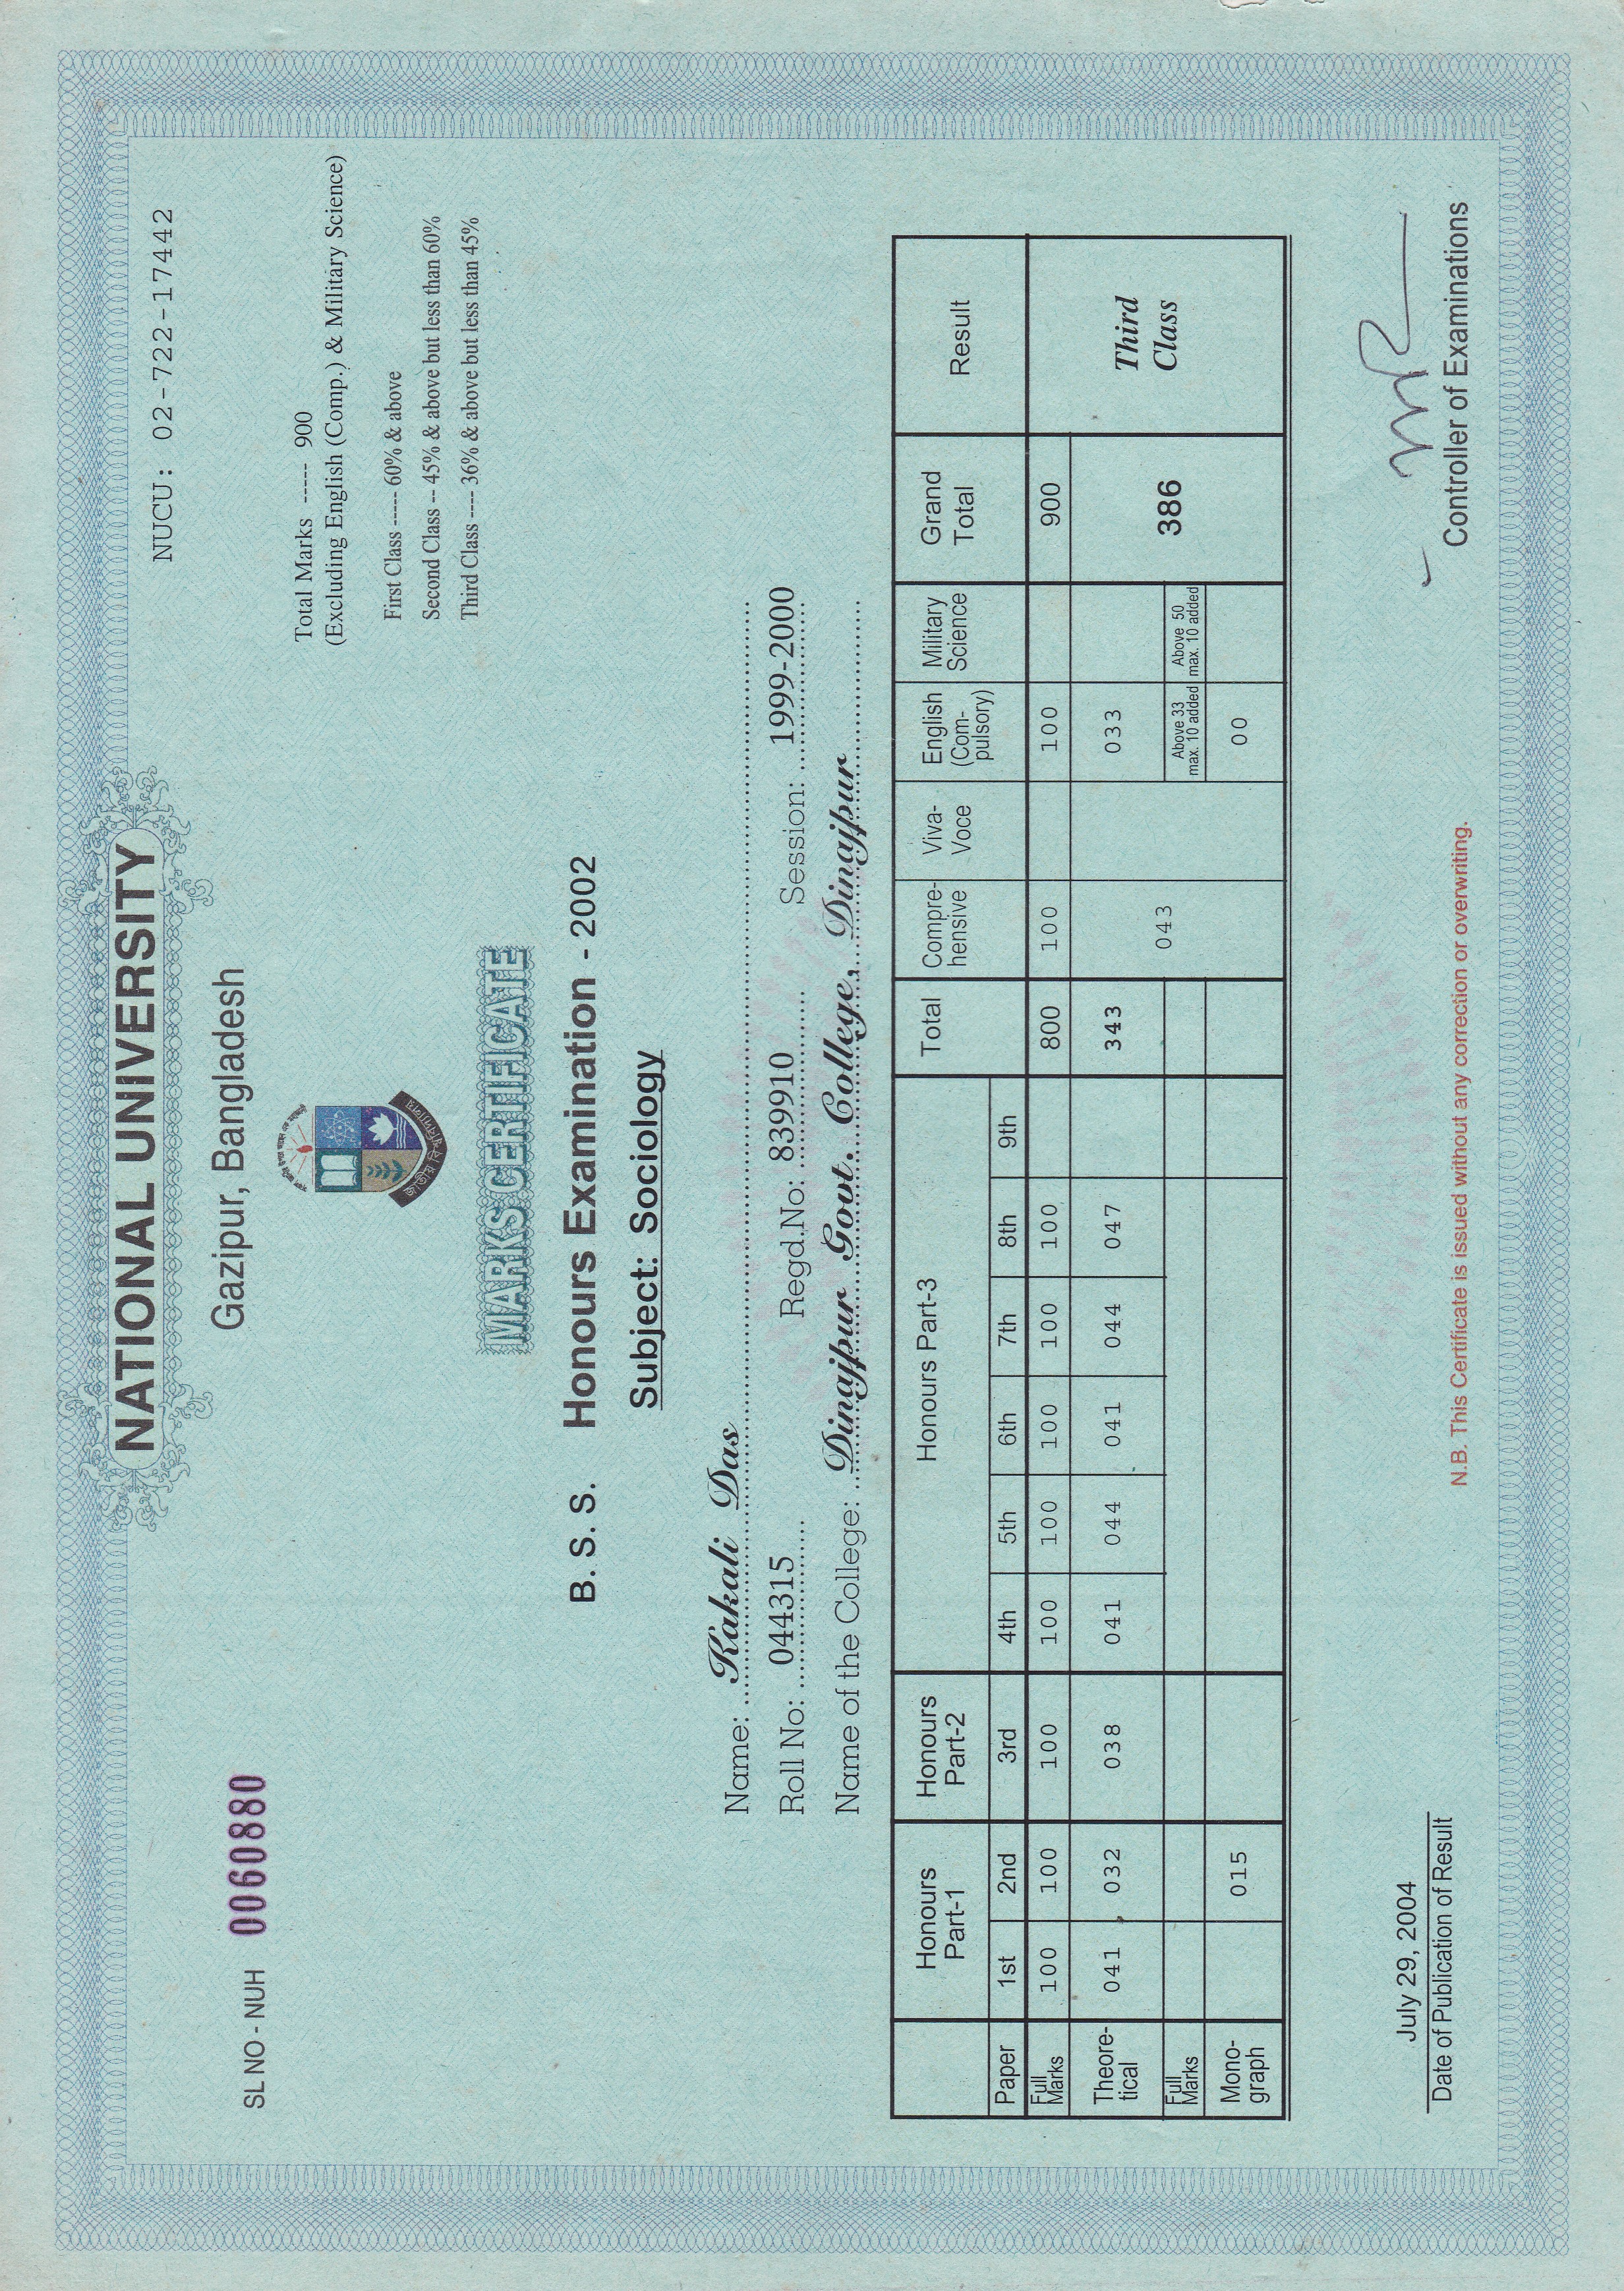 NATIONAL UNIVERSITY
Gazipur, Bangladesh
SL NO - NUH 0060880
NUCU: 02-722-17442
Total Marks ----- 900
(Excluding English (Comp.) & Military Science)
First Class ----- 60% & above
Second Class -- 45% & above but less than 60%
Third Class ---- 36% & above but less than 45%
জাতীয় বিশ্ববিদ্যালয়
MARKS CERTIFICATE
B. S. S. Honours Examination - 2002
Subject: Sociology
Name: Kakali Das
Roll No: 044315 Regd.No: 839910 Session: 1999-2000
Name of the College: Dinajpur Govt. College, Dinajpur
Honours Part-1 Honours Part-2 Honours Part-3 Total Compre-hensive Viva-Voce English (Com-pulsory) Military Science Grand Total Result
Paper 1st 2nd 3rd 4th 5th 6th 7th 8th 9th
Full Marks 100 100 100 100 100 100 100 100 800 100 100 900
Theore-tical 041 032 038 041 044 041 044 047 343 043 033 386 Third Class
Full Marks Above 33 max. 10 added Above 50 max. 10 added
Mono-graph 015 00
July 29, 2004
Date of Publication of Result
N.B. This Certificate is issued without any correction or overwriting.
Controller of Examinations